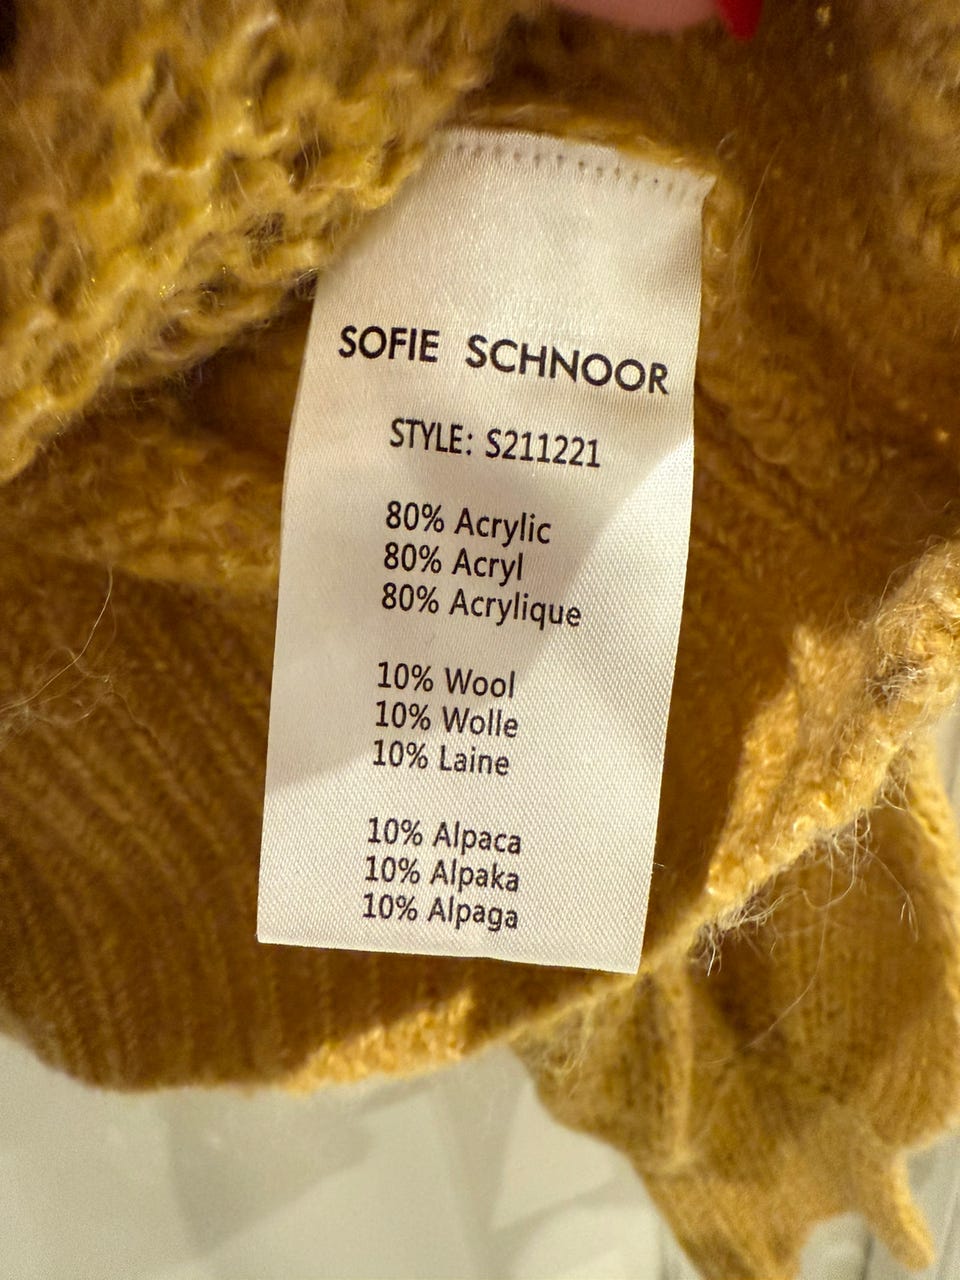 SOFIE SCHNOOR
STYLE: S211221
80% Acrylic
80% Acryl
80% Acrylique
10% Wool
10% Wolle
10% Laine
10% Alpaca
10% Alpaka
10% Alpaga